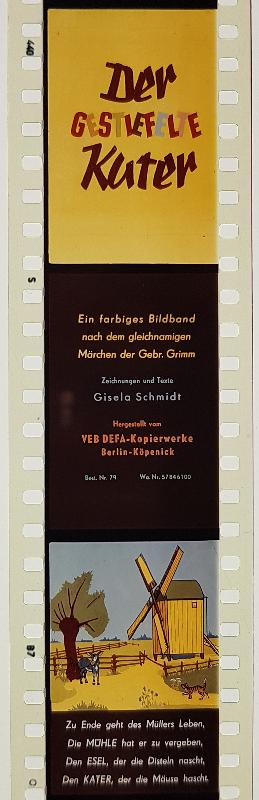 Der
GESTIEFELTE
Kater
Ein farbiges Bildband
nach dem gleichnamigen
Märchen der Gebr. Grimm
Zeichnungen und Texte
Gisela Schmidt
Hergestellt vom
VEB DEFA-Kopierwerke
Berlin-Köpenick
Best. Nr. 79 Wa. Nr. 57846100
Zu Ende geht des Müllers Leben,
Die MÜHLE hat er zu vergeben,
Den ESEL, der die Disteln nascht,
Den KATER, der die Mäuse hascht.